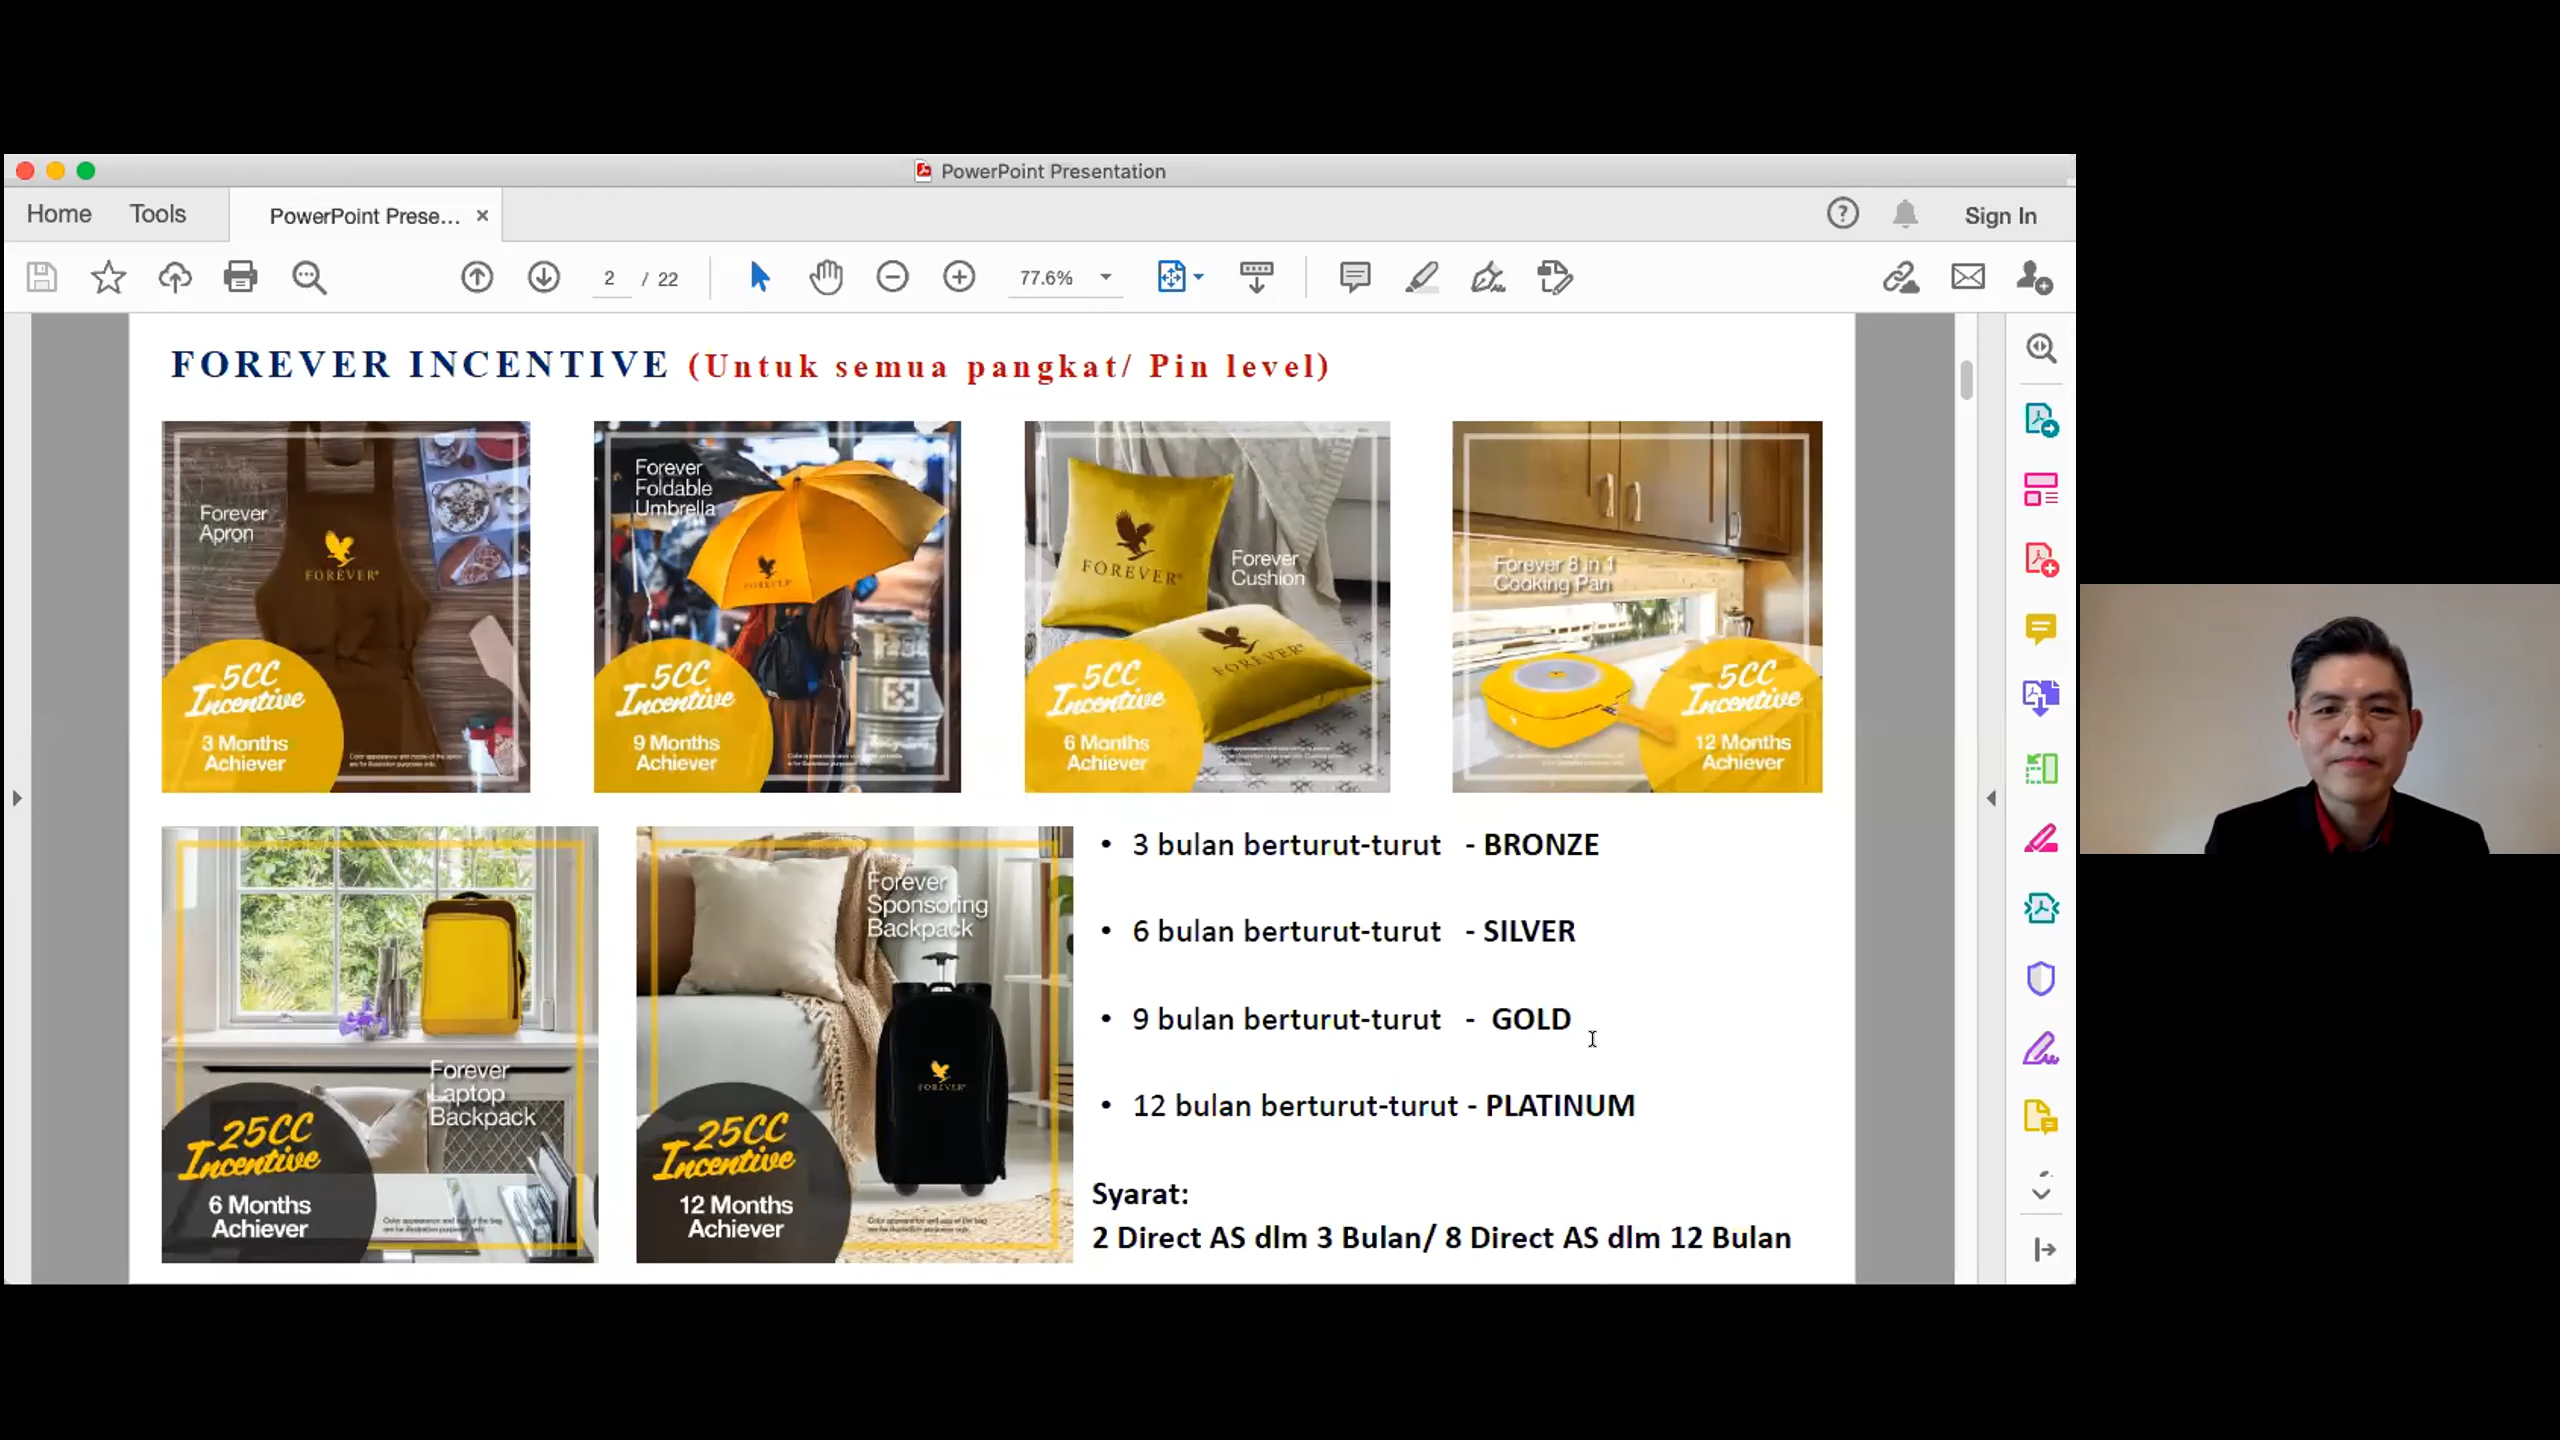 PowerPoint Presentation
Home
Tools
PowerPoint Prese...
Sign In
2 / 22
77.6%
FOREVER INCENTIVE (Untuk semua pangkat/ Pin level)
Forever
Apron
FOREVER
5CC
Incentive
3 Months
Achiever
Forever
Foldable
Umbrella
FOREVER
5CC
Incentive
9 Months
Achiever
FOREVER
Forever
Cushion
FOREVER
5CC
Incentive
6 Months
Achiever
Forever 8 in 1
Cooking Pan
5CC
Incentive
12 Months
Achiever
Forever
Laptop
Backpack
25CC
Incentive
6 Months
Achiever
Forever
Sponsoring
Backpack
FOREVER
25CC
Incentive
12 Months
Achiever
• 3 bulan berturut-turut - BRONZE
• 6 bulan berturut-turut - SILVER
• 9 bulan berturut-turut - GOLD
• 12 bulan berturut-turut - PLATINUM
Syarat:
2 Direct AS dlm 3 Bulan/ 8 Direct AS dlm 12 Bulan